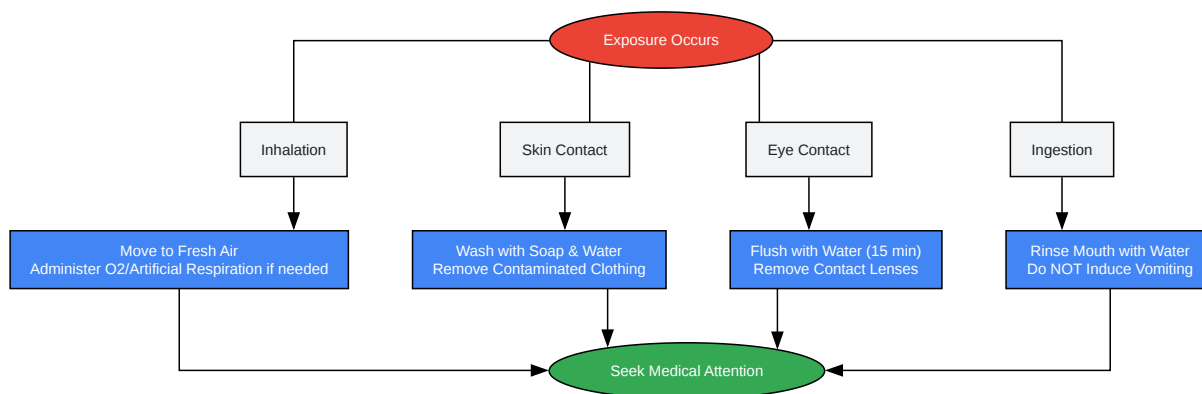 Exposure Occurs
Inhalation
Skin Contact
Eye Contact
Ingestion
Move to Fresh Air
Administer O2/Artificial Respiration if needed
Wash with Soap & Water
Remove Contaminated Clothing
Flush with Water (15 min)
Remove Contact Lenses
Rinse Mouth with Water
Do NOT Induce Vomiting
Seek Medical Attention